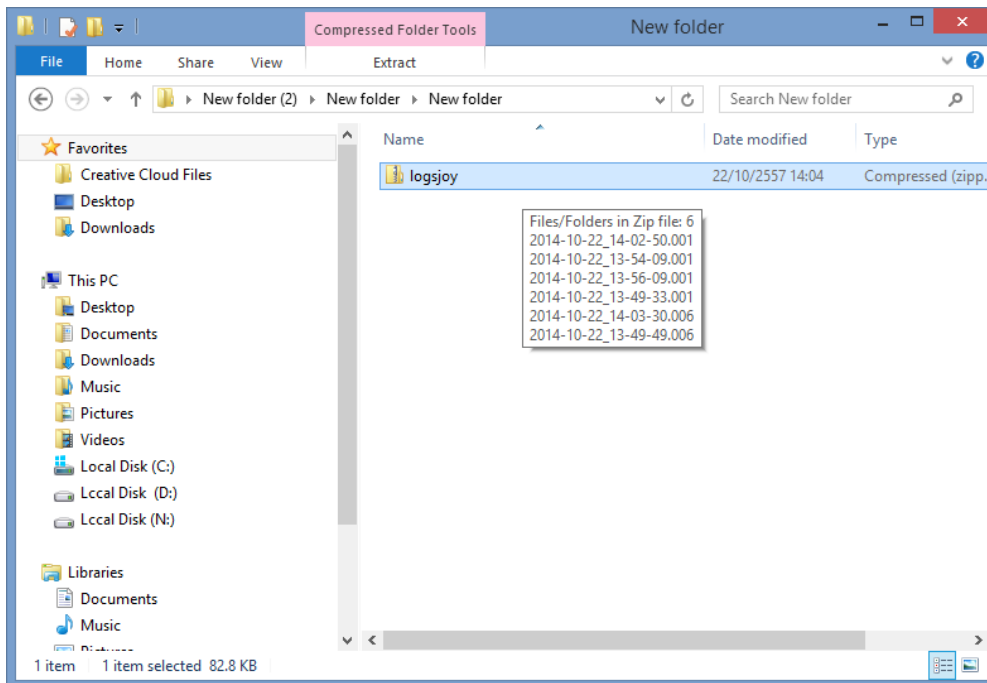 Compressed Folder Tools
New folder
File Home Share View Extract
New folder (2) New folder New folder
Search New folder
Favorites
Creative Cloud Files
Desktop
Downloads
This PC
Desktop
Documents
Downloads
Music
Pictures
Videos
Local Disk (C:)
Lccal Disk (D:)
Lccal Disk (N:)
Libraries
Documents
Music
Name Date modified Type
logsjoy 22/10/2557 14:04 Compressed (zipp.
Files/Folders in Zip file: 6
2014-10-22_14-02-50.001
2014-10-22_13-54-09.001
2014-10-22_13-56-09.001
2014-10-22_13-49-33.001
2014-10-22_14-03-30.006
2014-10-22_13-49-49.006
1 item 1 item selected 82.8 KB